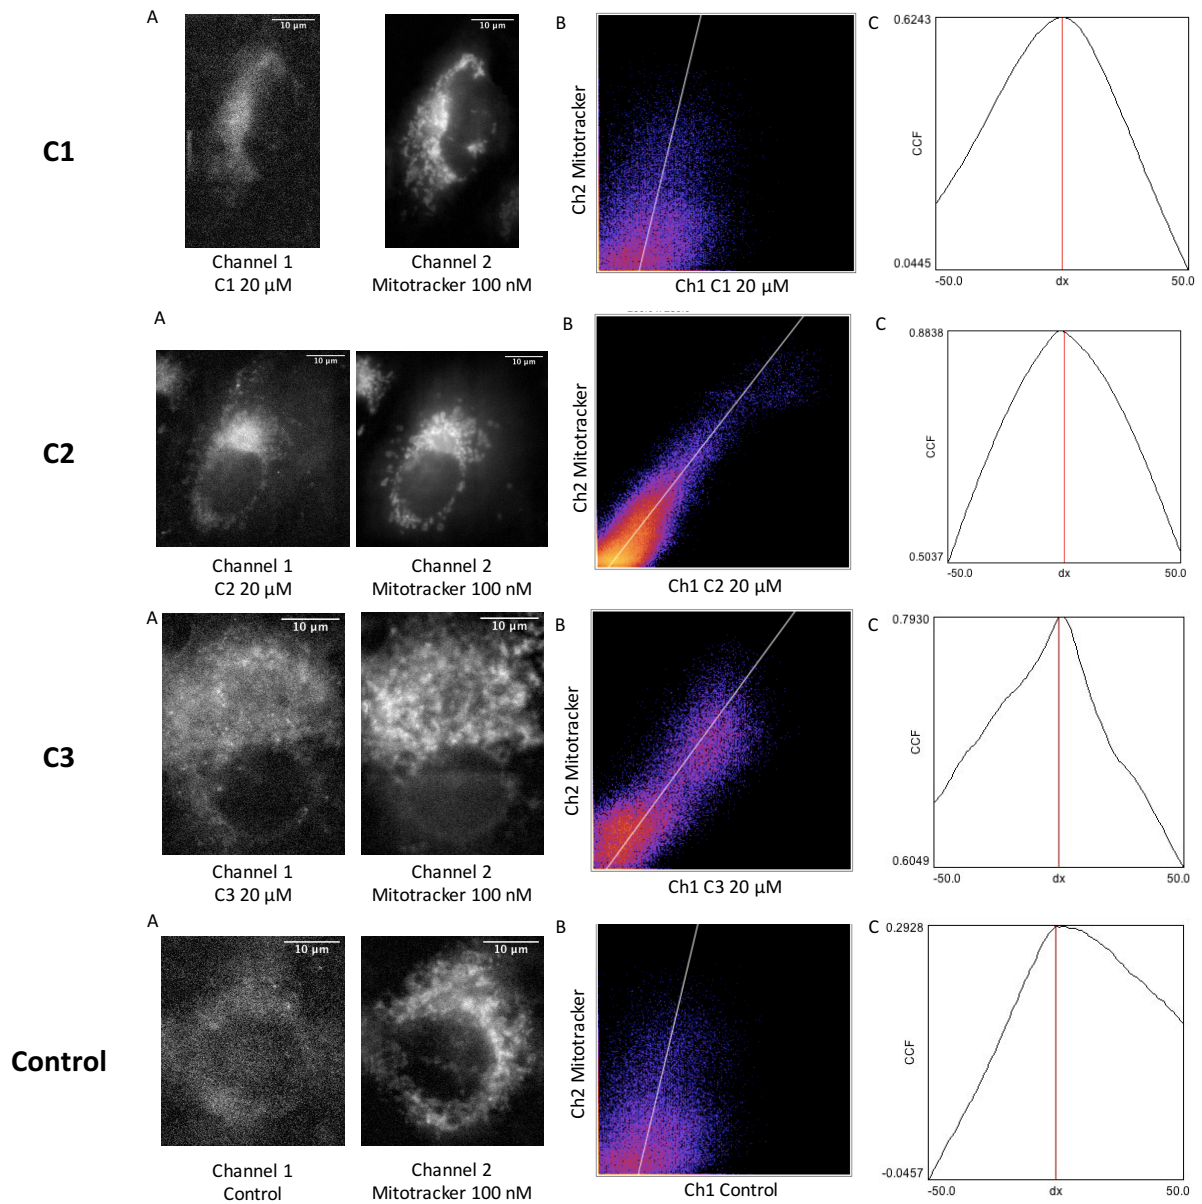 A
10 µm
10 µm
B
C
C1
Channel 1
C1 20 µM
Channel 2
Mitotracker 100 nM
Ch2 Mitotracker
Ch1 C1 20 µM
0.6243
CCF
0.0445
-50.0
dx
50.0
A
10 µm
10 µm
B
C
C2
Channel 1
C2 20 µM
Channel 2
Mitotracker 100 nM
Ch2 Mitotracker
Ch1 C2 20 µM
0.8838
CCF
0.5037
-50.0
dx
50.0
A
10 µm
10 µm
B
C
C3
Channel 1
C3 20 µM
Channel 2
Mitotracker 100 nM
Ch2 Mitotracker
Ch1 C3 20 µM
0.7930
CCF
0.6049
-50.0
dx
50.0
A
10 µm
10 µm
B
C
Control
Channel 1
Control
Channel 2
Mitotracker 100 nM
Ch2 Mitotracker
Ch1 Control
0.2928
CCF
-0.0457
-50.0
dx
50.0